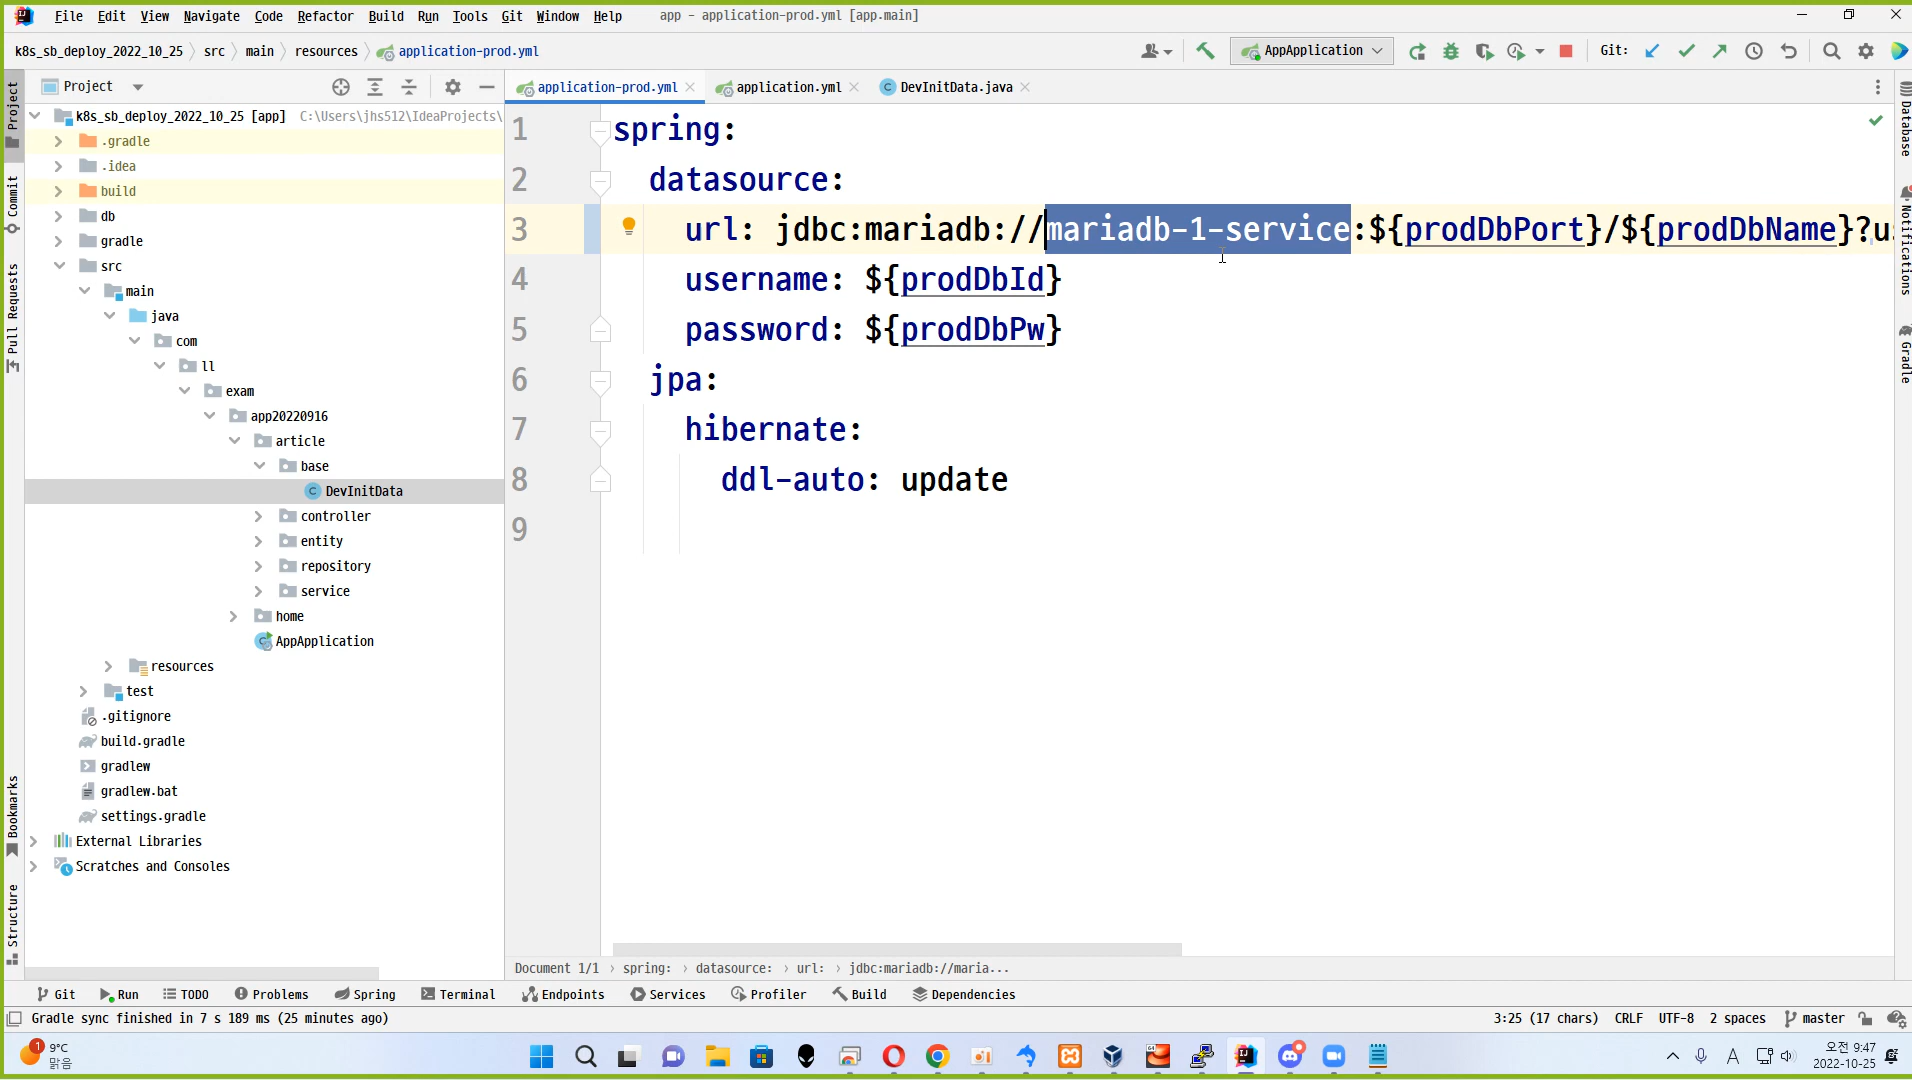 File Edit View Navigate Code Refactor Build Run Tools Git Window Help app - application-prod.yml [app.main]
k8s_sb_deploy_2022_10_25 src main resources application-prod.yml AppApplication Git:
Project application-prod.yml application.yml DevInitData.java
k8s_sb_deploy_2022_10_25 [app] C:\Users\jhs512\IdeaProjects\
.gradle
.idea
build
db
gradle
src
main
java
com
ll
exam
app20220916
article
base
DevInitData
controller
entity
repository
service
home
AppApplication
resources
test
.gitignore
build.gradle
gradlew
gradlew.bat
settings.gradle
External Libraries
Scratches and Consoles
1 spring:
2 datasource:
3 url: jdbc:mariadb://mariadb-1-service:${prodDbPort}/${prodDbName}?u
4 username: ${prodDbId}
5 password: ${prodDbPw}
6 jpa:
7 hibernate:
8 ddl-auto: update
9
Project
Commit
Pull Requests
Bookmarks
Structure
Database
Notifications
Gradle
Document 1/1 spring: datasource: url: jdbc:mariadb://maria...
Git Run TODO Problems Spring Terminal Endpoints Services Profiler Build Dependencies
Gradle sync finished in 7 s 189 ms (25 minutes ago) 3:25 (17 chars) CRLF UTF-8 2 spaces master
1 9°C
맑음
A 오전 9:47
2022-10-25